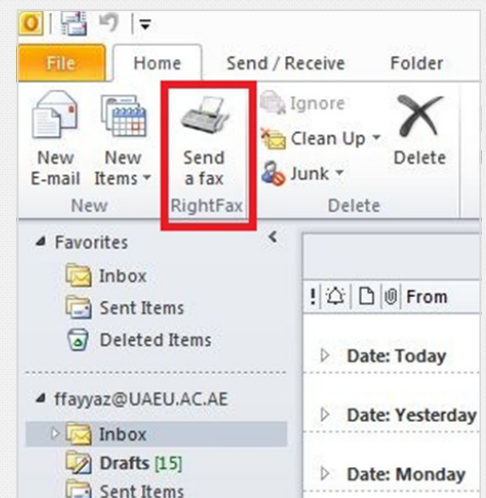 File Home Send / Receive Folder
New E-mail
New Items
Send a fax
Ignore
Clean Up
Junk
Delete
New RightFax Delete
Favorites
Inbox
Sent Items
Deleted Items
ffayyaz@UAEU.AC.AE
Inbox
Drafts [15]
Sent Items
! From
Date: Today
Date: Yesterday
Date: Monday